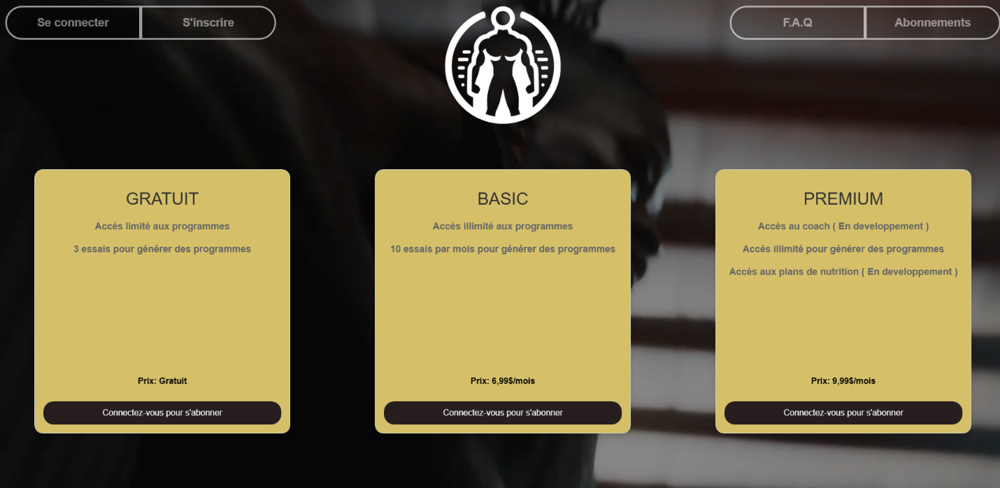 Se connecter
S'inscrire
F.A.Q
Abonnements
GRATUIT
Accès limité aux programmes
3 essais pour générer des programmes
Prix: Gratuit
Connectez-vous pour s'abonner
BASIC
Accès illimité aux programmes
10 essais par mois pour générer des programmes
Prix: 6,99$/mois
Connectez-vous pour s'abonner
PREMIUM
Accès au coach ( En developpement )
Accès illimité pour générer des programmes
Accès aux plans de nutrition ( En developpement )
Prix: 9,99$/mois
Connectez-vous pour s'abonner